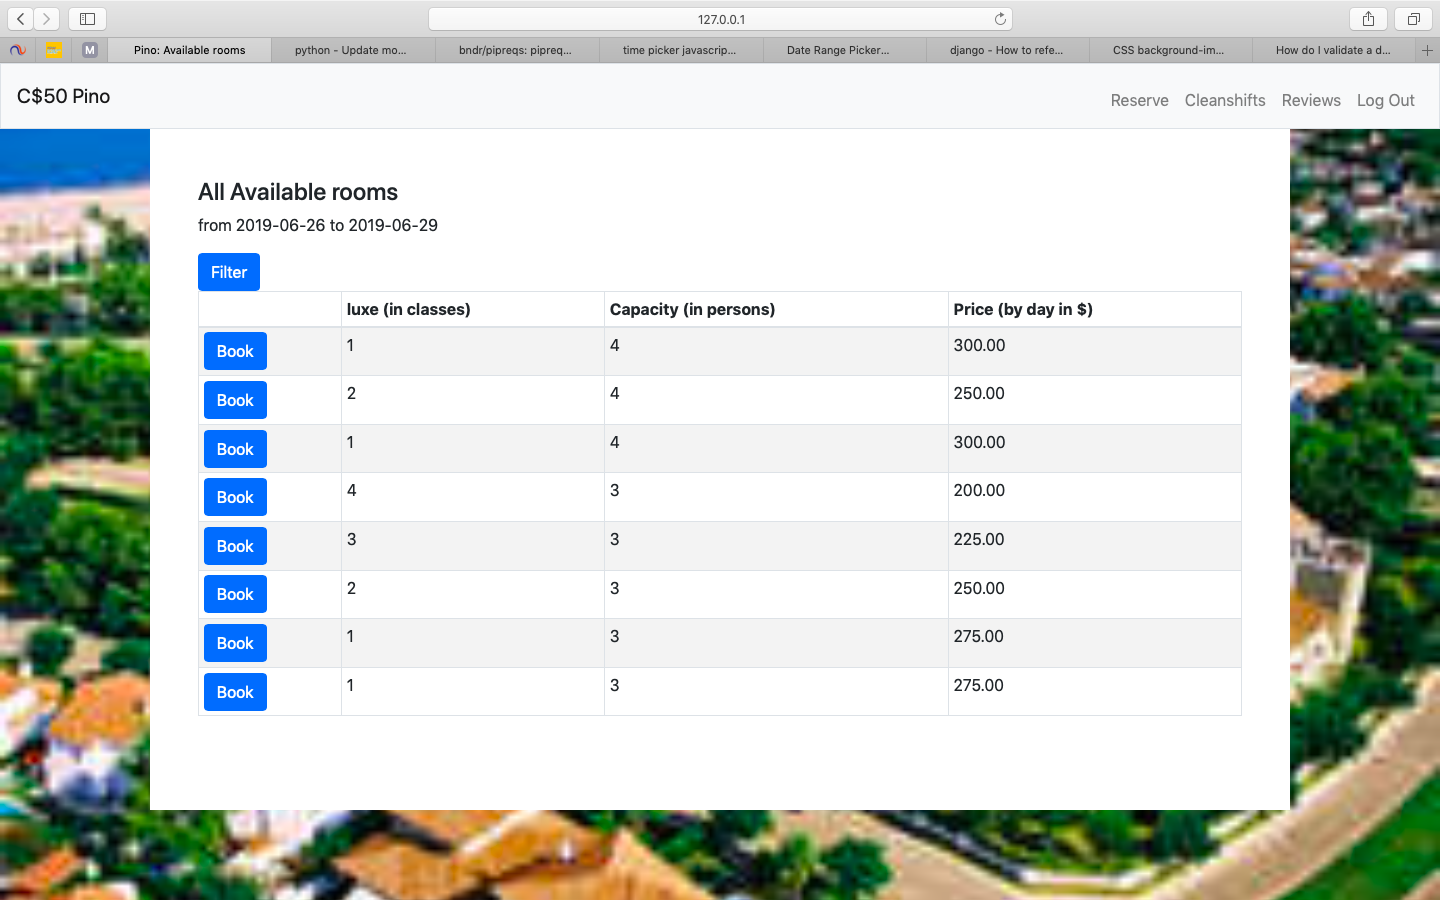 127.0.0.1
M
Pino: Available rooms
python - Update mo...
bndr/pipreqs: pipreq...
time picker javascrip...
Date Range Picker...
django - How to refe...
CSS background-im...
How do I validate a d...
C$50 Pino
Reserve Cleanshifts Reviews Log Out
All Available rooms
from 2019-06-26 to 2019-06-29
Filter
luxe (in classes) Capacity (in persons) Price (by day in $)
Book 1 4 300.00
Book 2 4 250.00
Book 1 4 300.00
Book 4 3 200.00
Book 3 3 225.00
Book 2 3 250.00
Book 1 3 275.00
Book 1 3 275.00